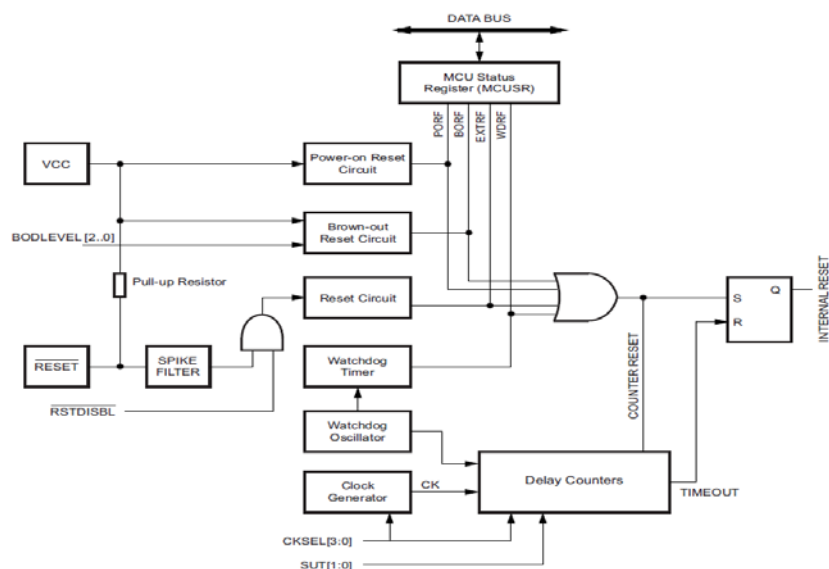 DATA BUS
MCU Status
Register (MCUSR)
PORF
BORF
EXTRF
WDRF
VCC
Power-on Reset
Circuit
BODLEVEL [2..0]
Brown-out
Reset Circuit
Pull-up Resistor
Reset Circuit
S
Q
R
INTERNAL RESET
RESET
SPIKE
FILTER
Watchdog
Timer
COUNTER RESET
RSTDISBL
Watchdog
Oscillator
Clock
Generator
CK
Delay Counters
TIMEOUT
CKSEL[3:0]
SUT[1:0]